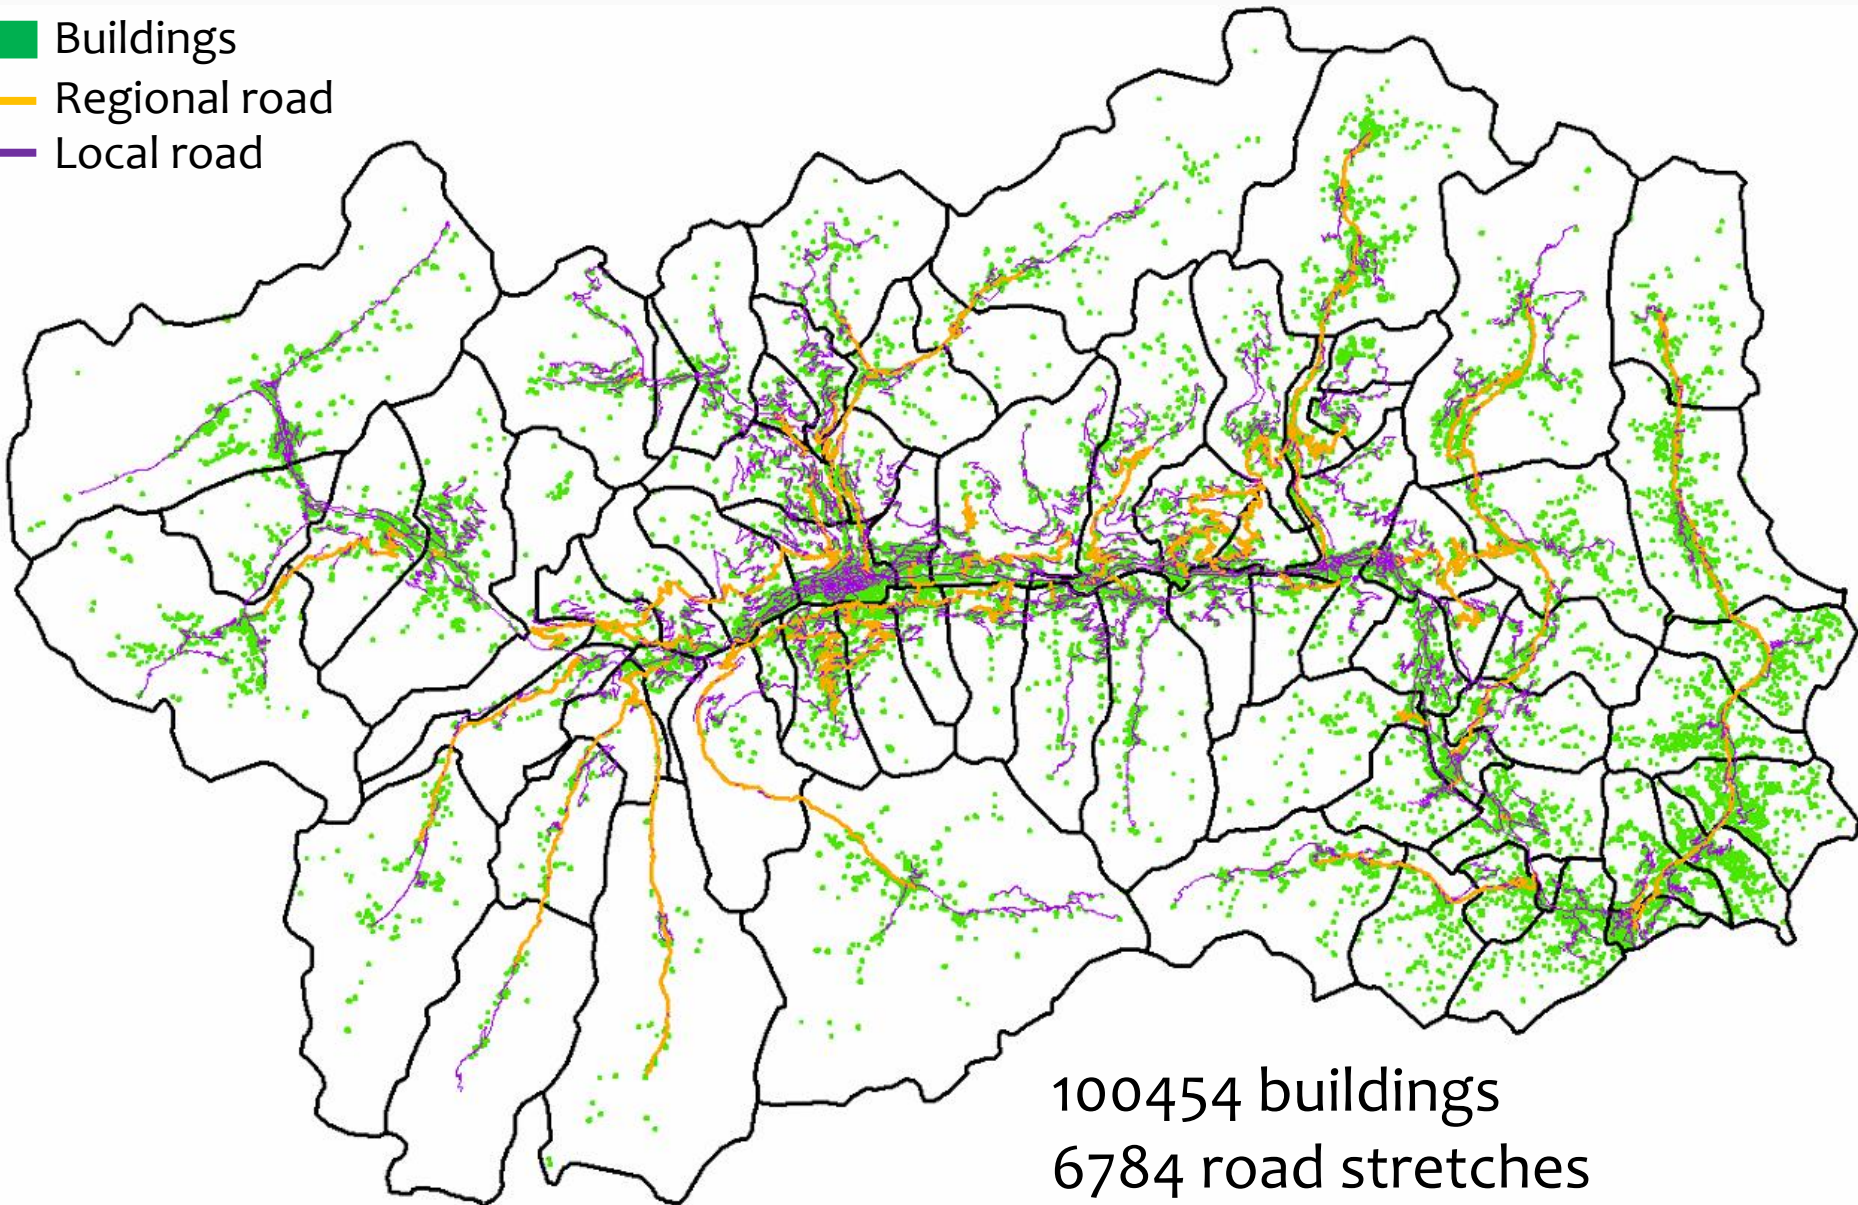 Buildings
Regional road
Local road
100454 buildings
6784 road stretches